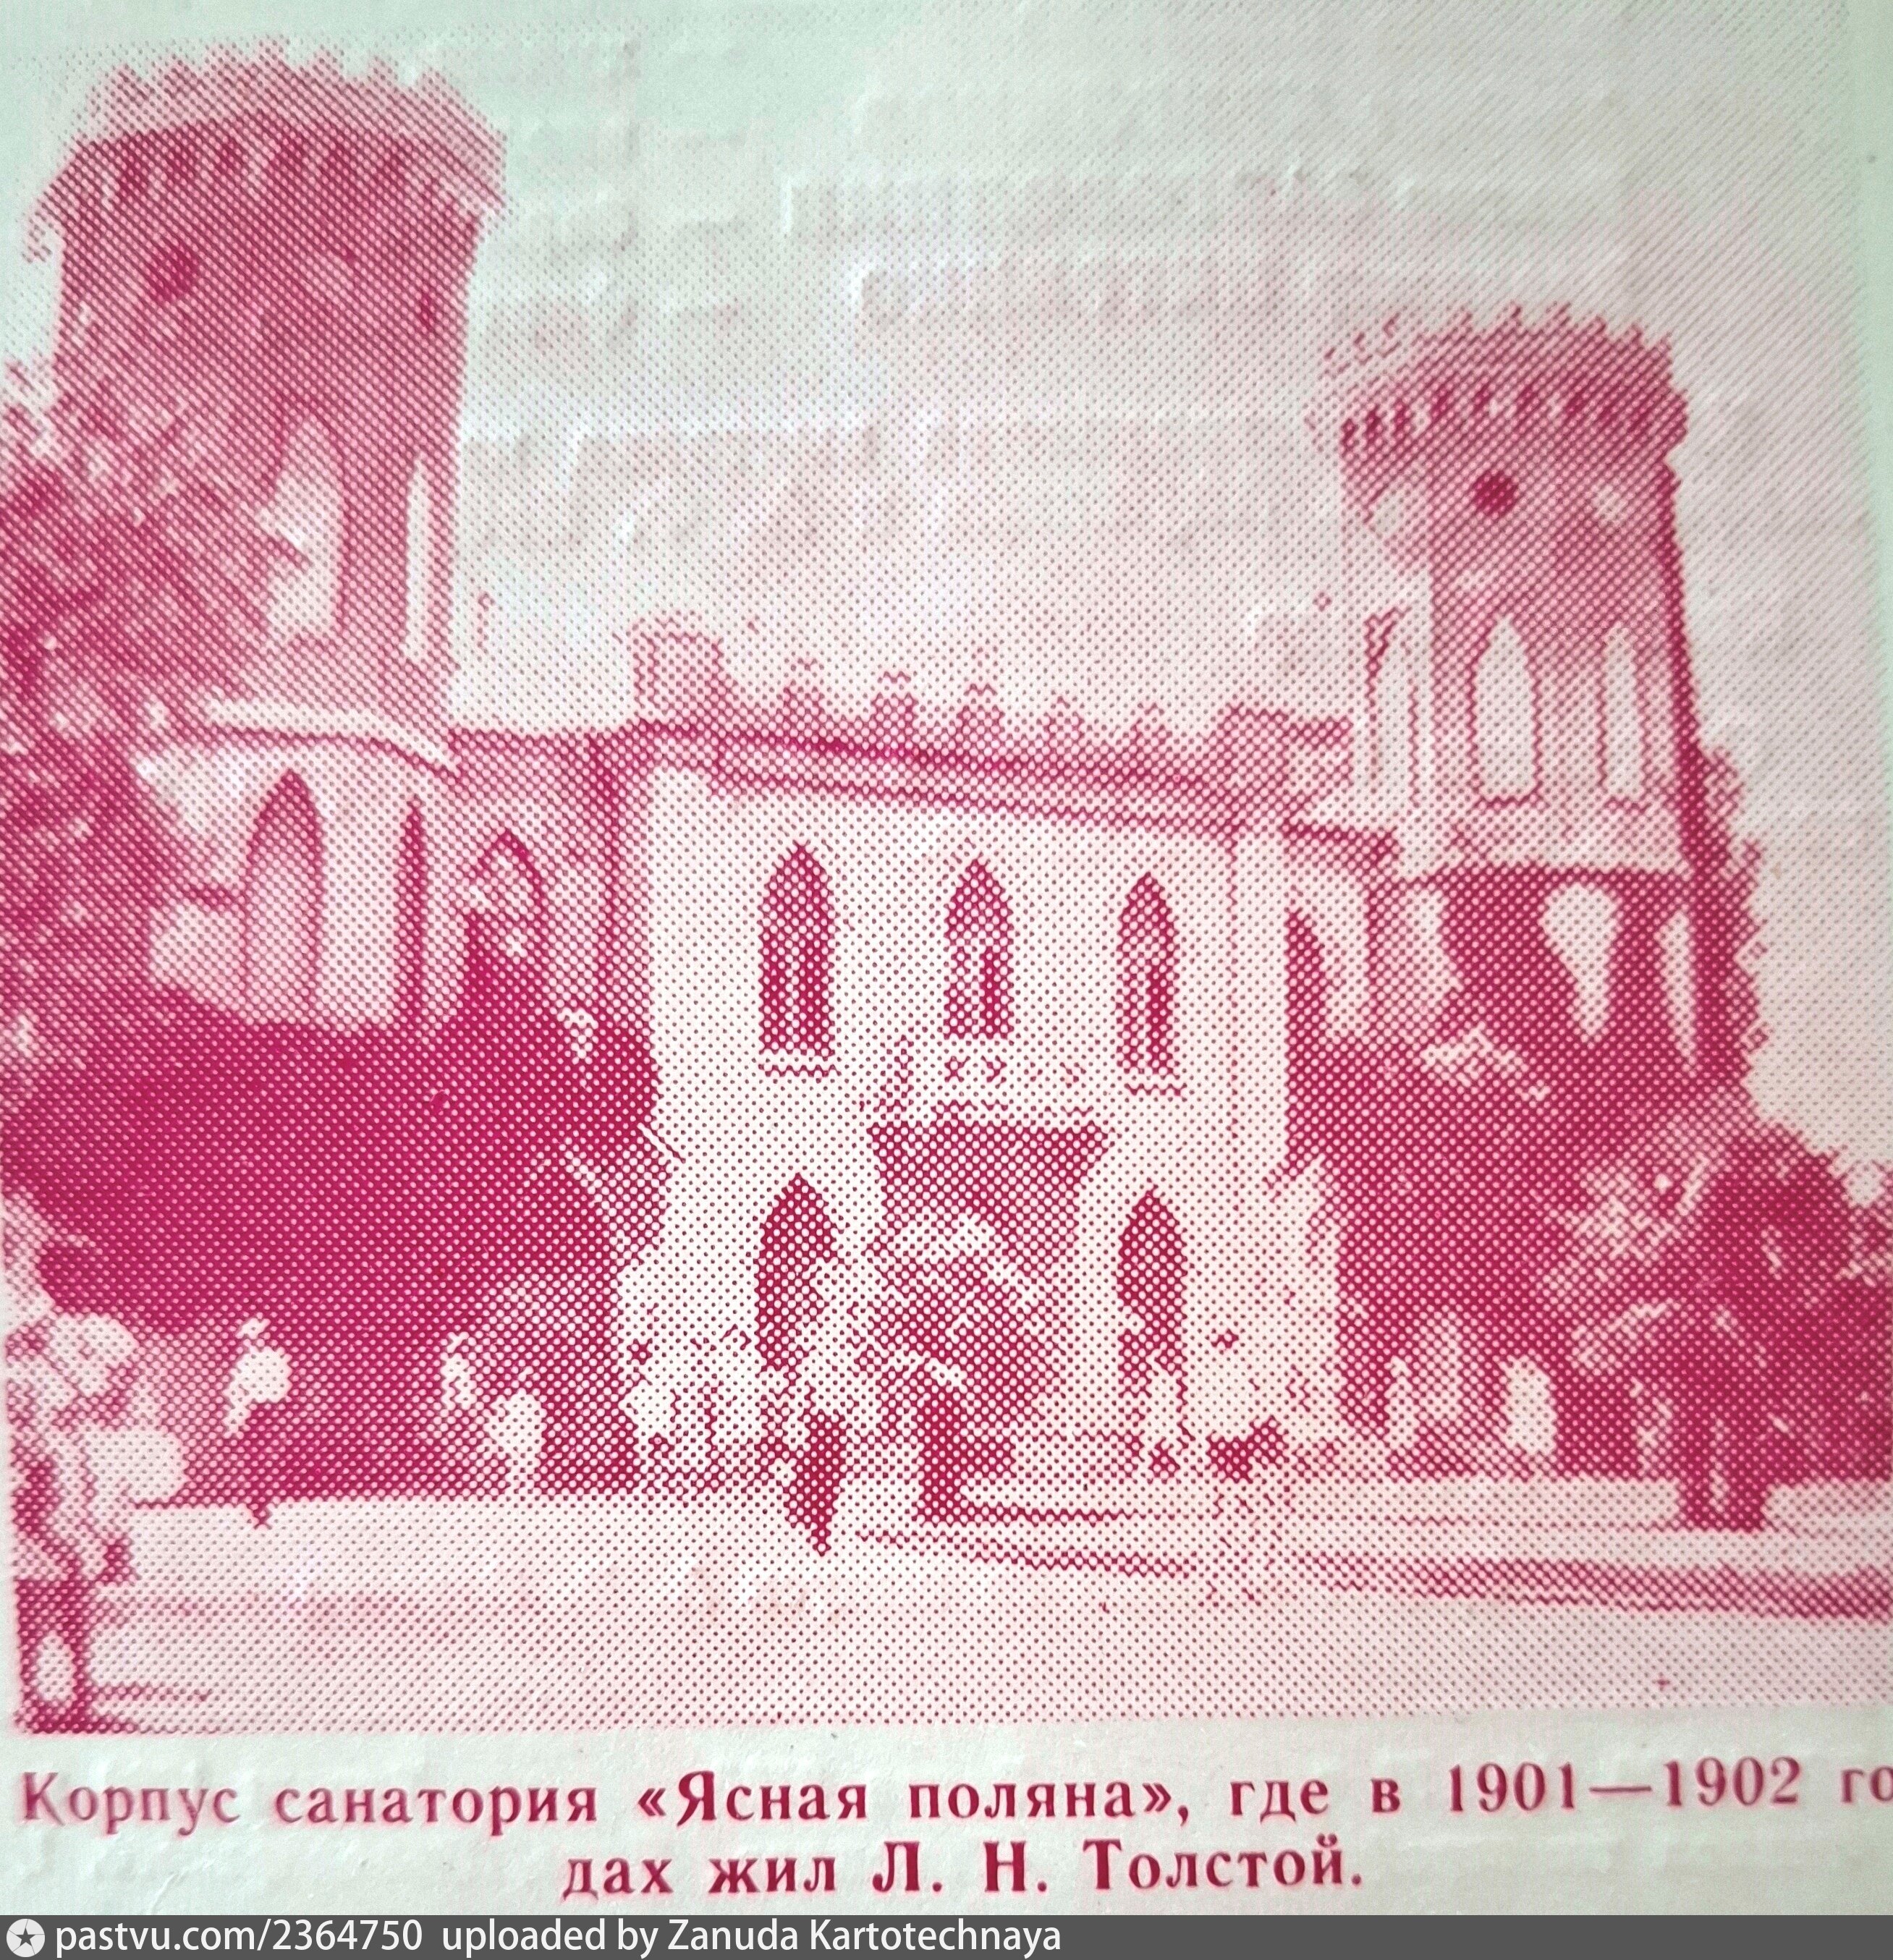 Корпус санатория «Ясная поляна», где в 1901—1902 го
дах жил Л. Н. Толстой.
pastvu.com/2364750 uploaded by Zanuda Kartotechnaya